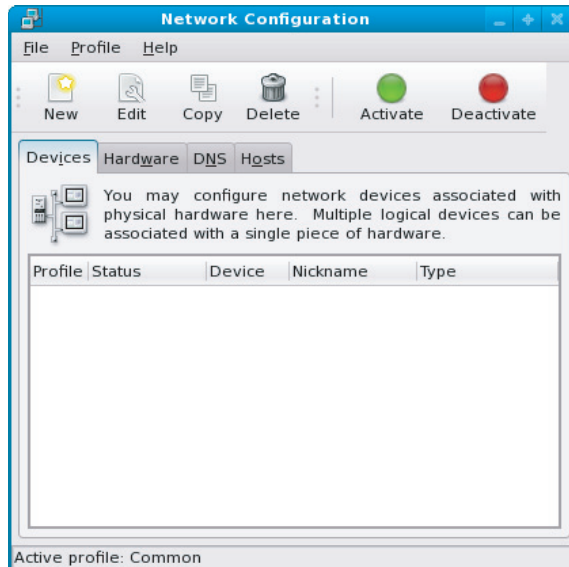 Network Configuration
File Profile Help
New Edit Copy Delete Activate Deactivate
Devices Hardware DNS Hosts
You may configure network devices associated with
physical hardware here. Multiple logical devices can be
associated with a single piece of hardware.
Profile Status Device Nickname Type
Active profile: Common